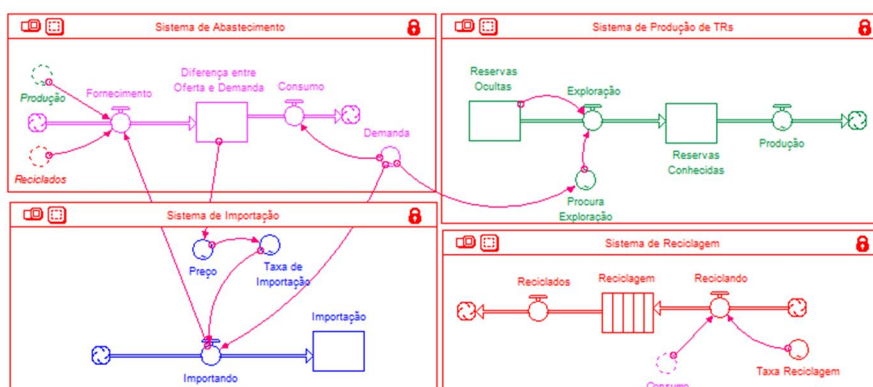 Sistema de Abastecimento
Produção
Fornecimento
Diferença entre
Oferta e Demanda
Consumo
Demanda
Reciclados
Sistema de Produção de TRs
Reservas
Ocultas
Exploração
Reservas
Conhecidas
Produção
Procura
Exploração
Sistema de Importação
Preço
Taxa de
Importação
Importação
Importando
Sistema de Reciclagem
Reciclados
Reciclagem
Reciclando
Consumo
Taxa Reciclagem